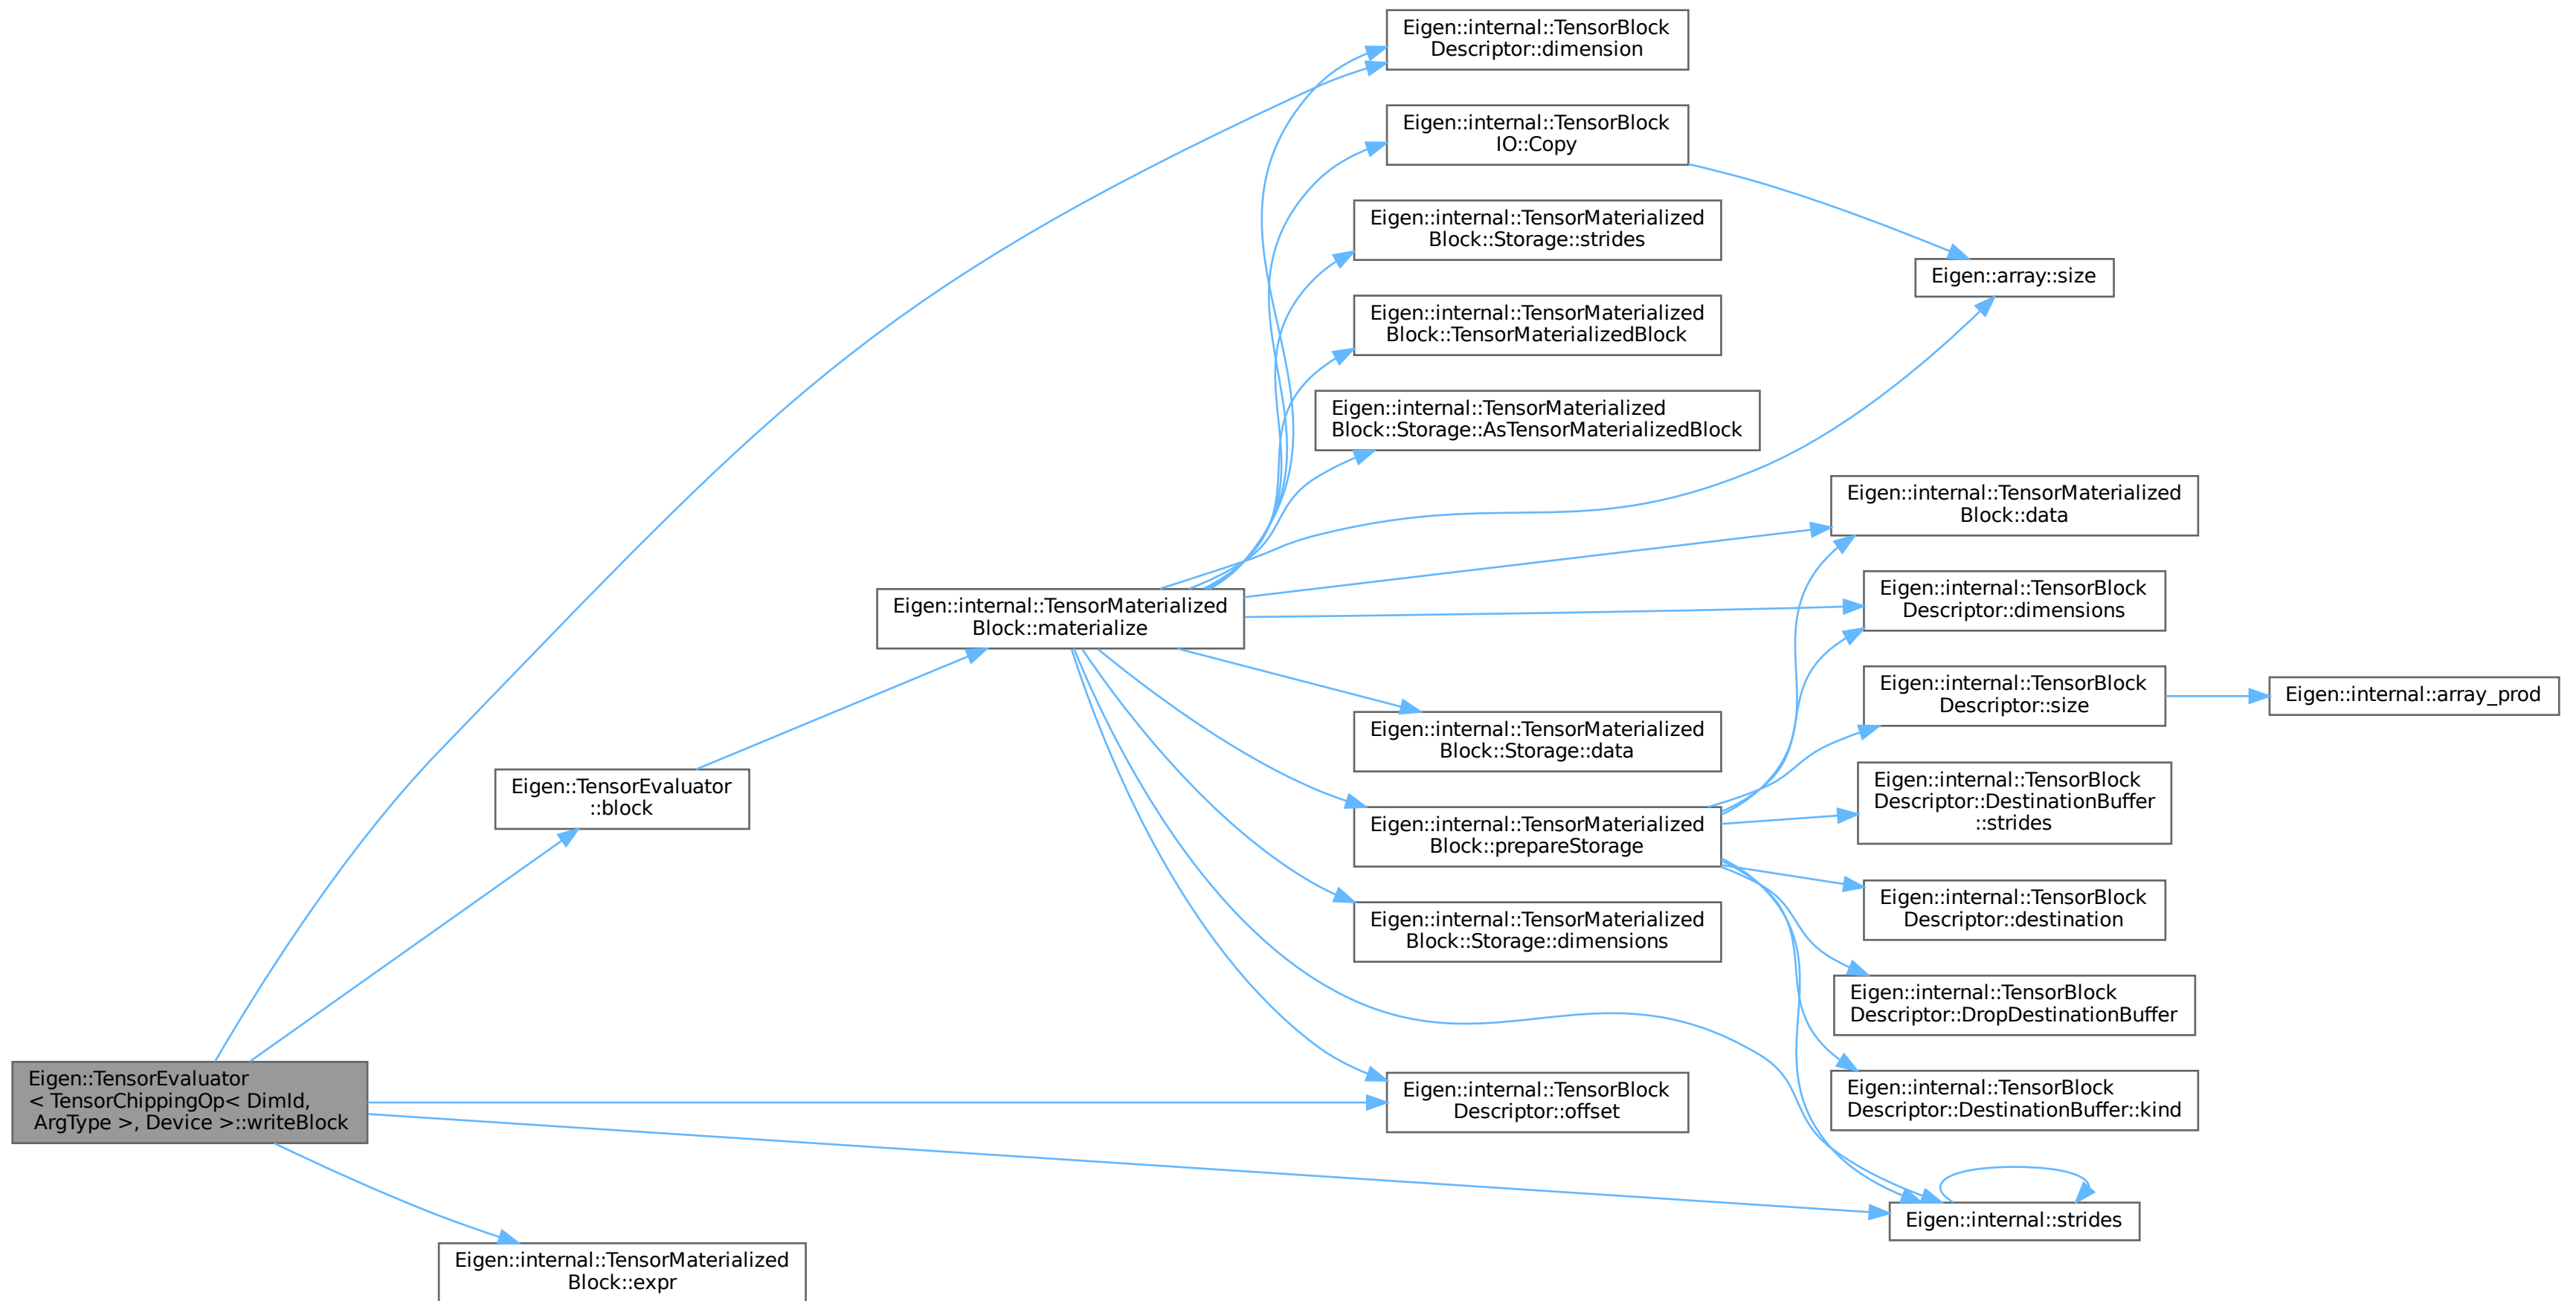 Eigen::internal::TensorBlock
Descriptor::dimension
Eigen::internal::TensorBlock
IO::Copy
Eigen::internal::TensorMaterialized
Block::Storage::strides
Eigen::array::size
Eigen::internal::TensorMaterialized
Block::TensorMaterializedBlock
Eigen::internal::TensorMaterialized
Block::Storage::AsTensorMaterializedBlock
Eigen::internal::TensorMaterialized
Block::data
Eigen::internal::TensorMaterialized
Block::materialize
Eigen::internal::TensorBlock
Descriptor::dimensions
Eigen::internal::TensorBlock
Descriptor::size
Eigen::internal::array_prod
Eigen::internal::TensorMaterialized
Block::Storage::data
Eigen::TensorEvaluator
::block
Eigen::internal::TensorBlock
Descriptor::DestinationBuffer
::strides
Eigen::internal::TensorMaterialized
Block::prepareStorage
Eigen::internal::TensorBlock
Descriptor::destination
Eigen::internal::TensorMaterialized
Block::Storage::dimensions
Eigen::internal::TensorBlock
Descriptor::DropDestinationBuffer
Eigen::TensorEvaluator
< TensorChippingOp< DimId,
ArgType >, Device >::writeBlock
Eigen::internal::TensorBlock
Descriptor::offset
Eigen::internal::TensorBlock
Descriptor::DestinationBuffer::kind
Eigen::internal::strides
Eigen::internal::TensorMaterialized
Block::expr